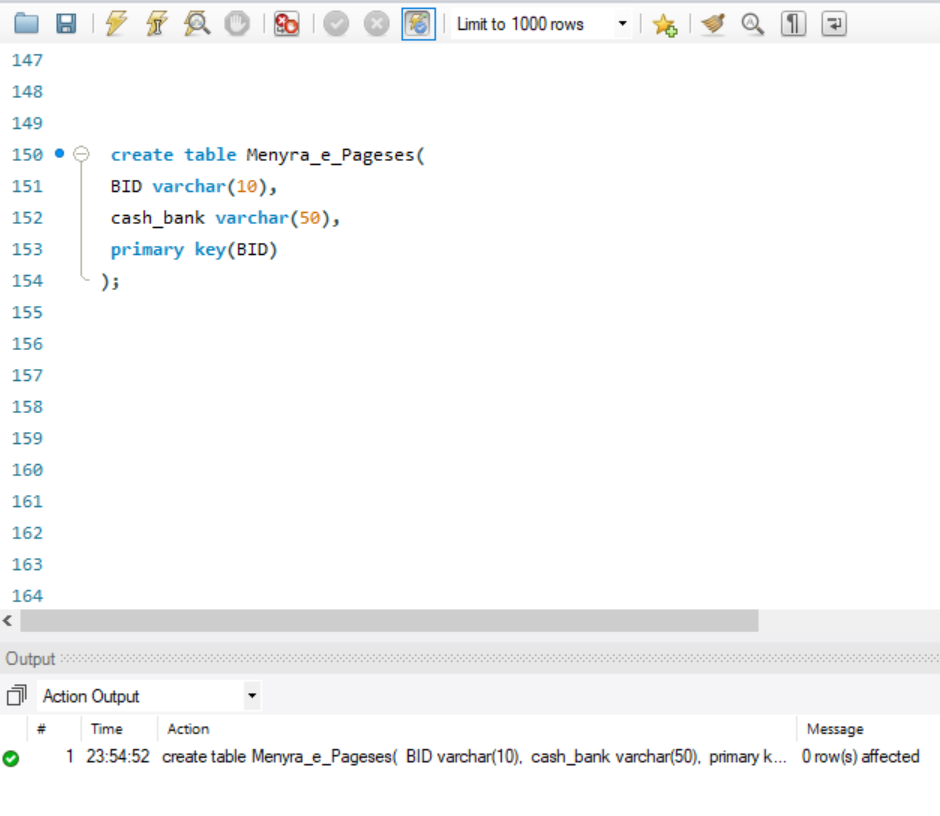 Limit to 1000 rows
147
148
149
150 create table Menyra_e_Pageses(
151 BID varchar(10),
152 cash_bank varchar(50),
153 primary key(BID)
154 );
155
156
157
158
159
160
161
162
163
164
Output
Action Output
# Time Action Message
1 23:54:52 create table Menyra_e_Pageses( BID varchar(10), cash_bank varchar(50), primary k... 0 row(s) affected